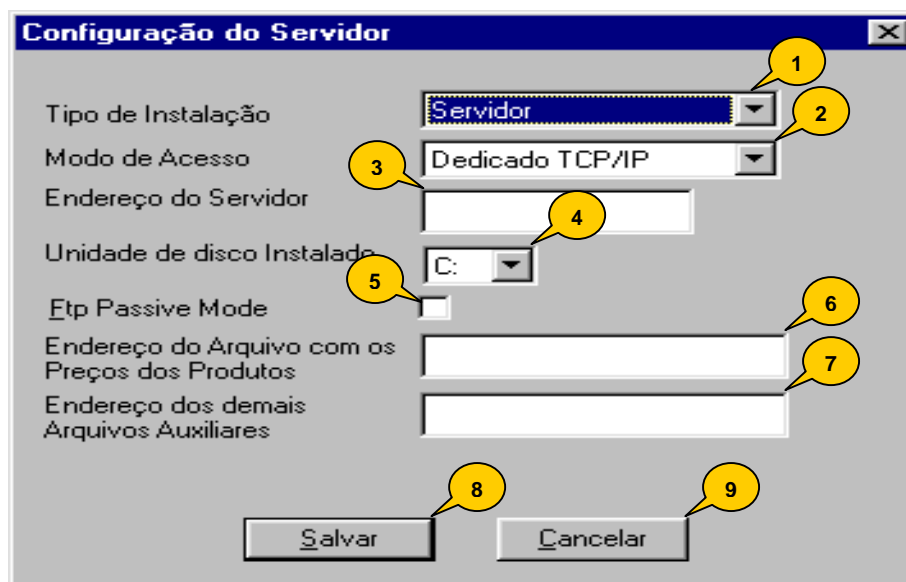 Configuração do Servidor
1
Tipo de Instalação
Servidor
2
Modo de Acesso
Dedicado TCP/IP
3
Endereço do Servidor
4
Unidade de disco Instalado
C:
5
Ftp Passive Mode
6
Endereço do Arquivo com os
Preços dos Produtos
7
Endereço dos demais
Arquivos Auxiliares
8
9
Salvar
Cancelar